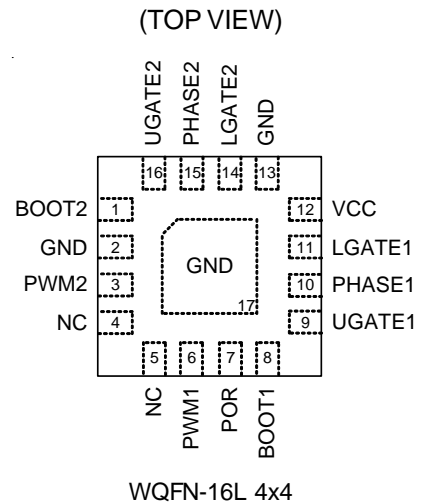 (TOP VIEW)
UGATE2
PHASE2
LGATE2
GND
16
15
14
13
BOOT2 1
12 VCC
GND 2
11 LGATE1
GND
PWM2 3
10 PHASE1
17
NC 4
9 UGATE1
5
6
7
8
NC
PWM1
POR
BOOT1
WQFN-16L 4x4